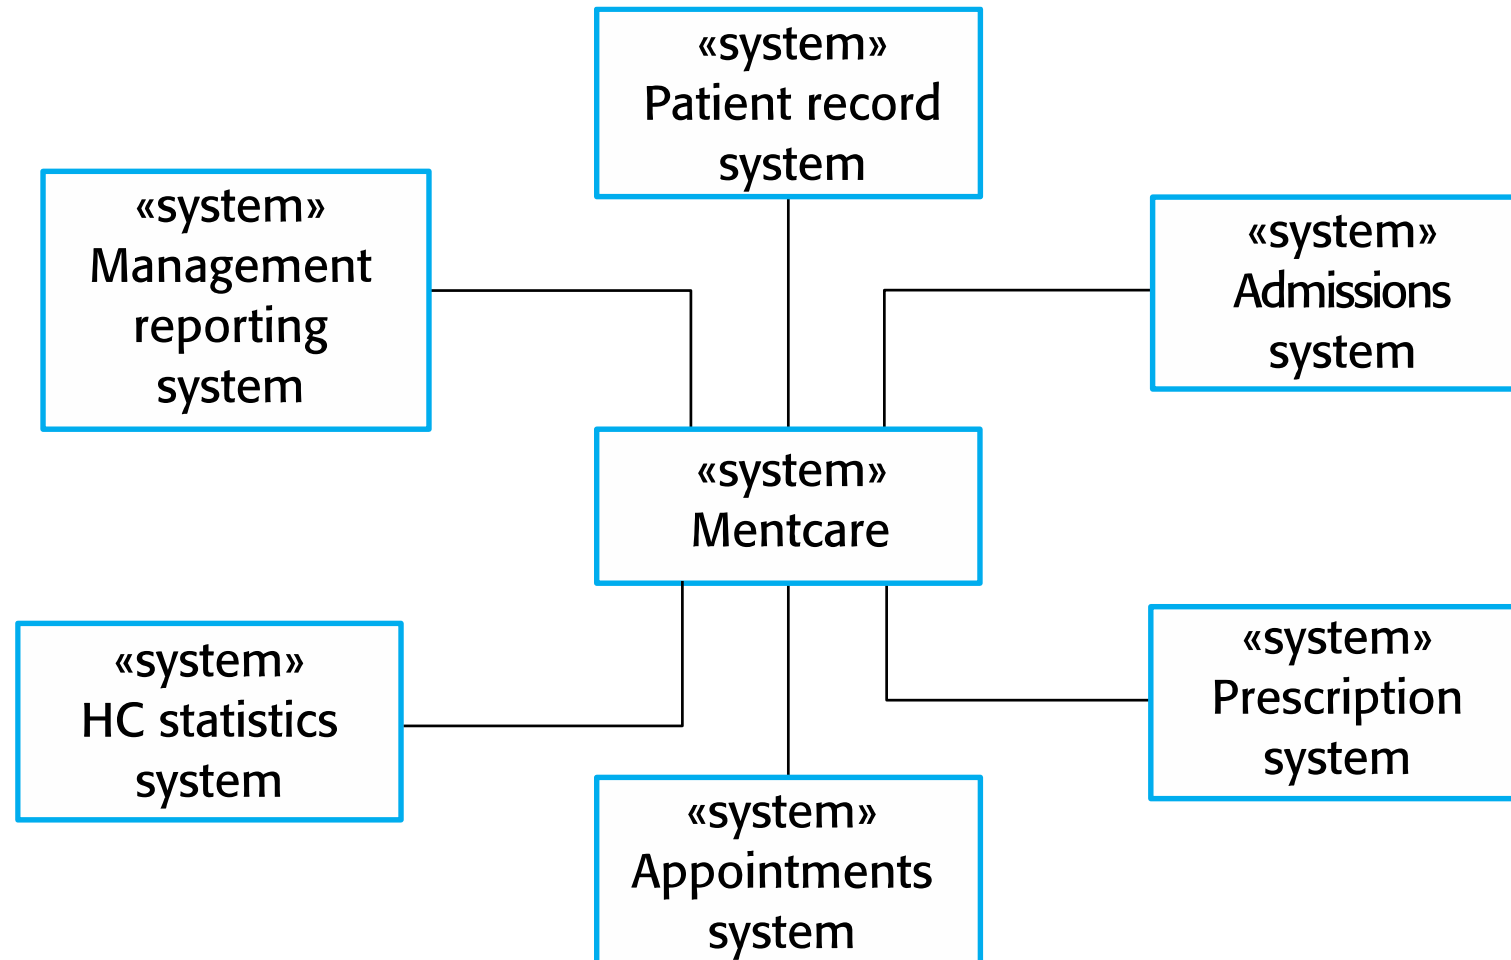 «system»
Patient record
system
«system»
Management
reporting
system
«system»
Admissions
system
«system»
Mentcare
«system»
HC statistics
system
«system»
Prescription
system
«system»
Appointments
system